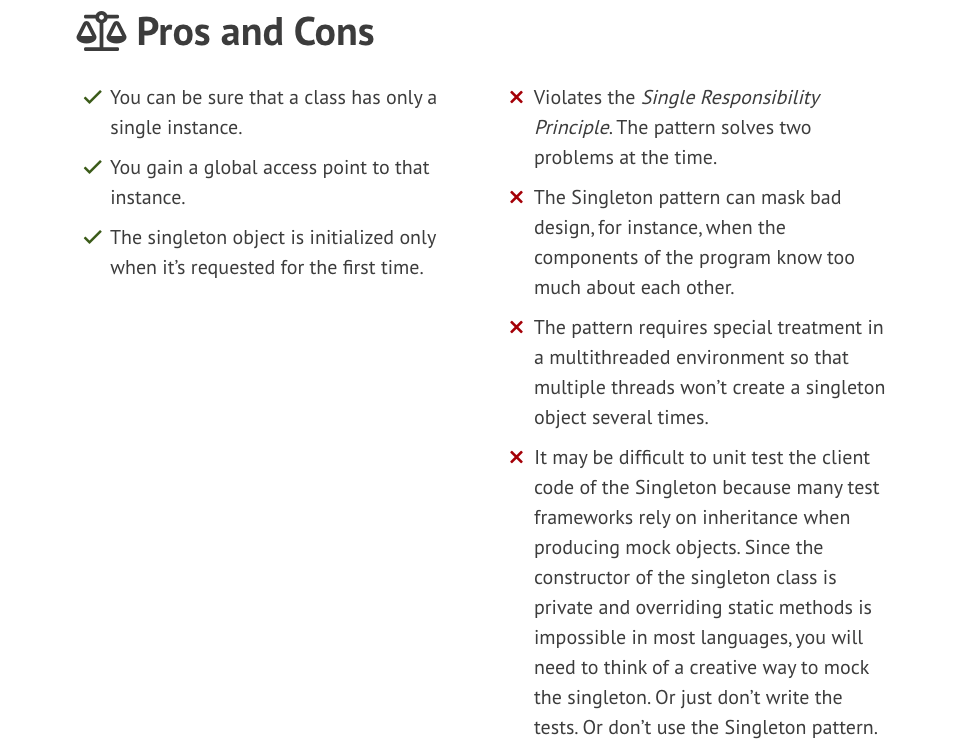 Pros and Cons
You can be sure that a class has only a
single instance.
You gain a global access point to that
instance.
The singleton object is initialized only
when it’s requested for the first time.
Violates the Single Responsibility
Principle. The pattern solves two
problems at the time.
The Singleton pattern can mask bad
design, for instance, when the
components of the program know too
much about each other.
The pattern requires special treatment in
a multithreaded environment so that
multiple threads won’t create a singleton
object several times.
It may be difficult to unit test the client
code of the Singleton because many test
frameworks rely on inheritance when
producing mock objects. Since the
constructor of the singleton class is
private and overriding static methods is
impossible in most languages, you will
need to think of a creative way to mock
the singleton. Or just don’t write the
tests. Or don’t use the Singleton pattern.